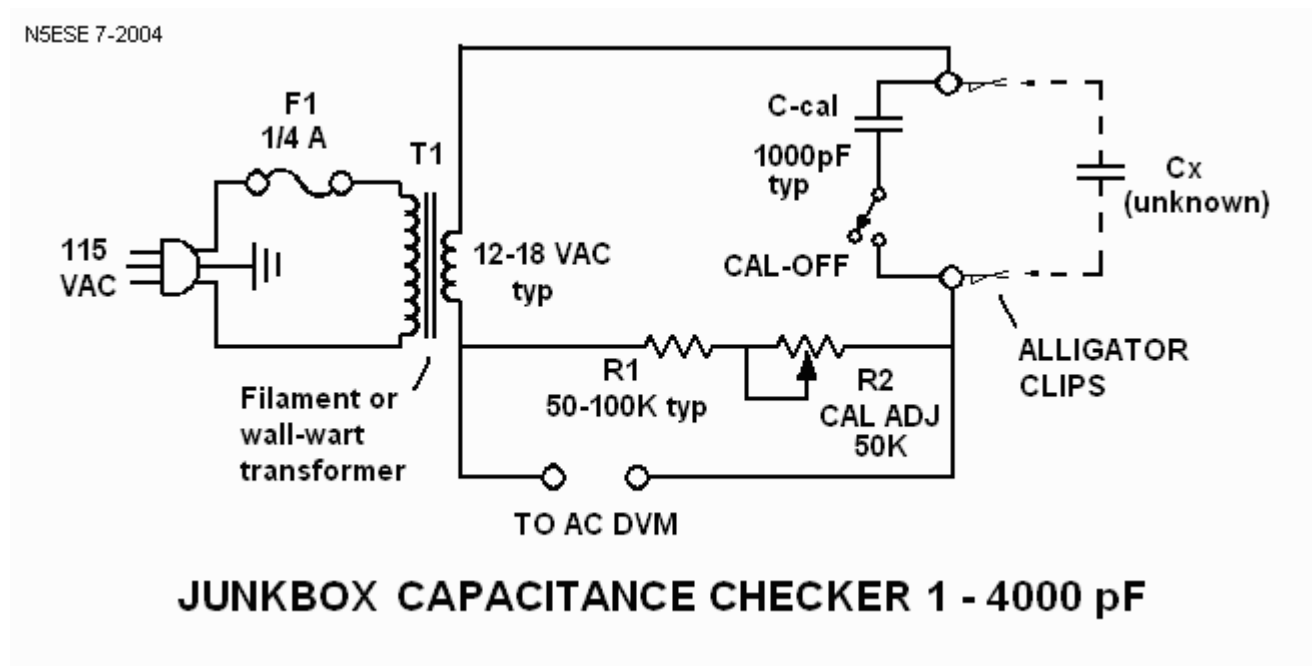 N5ESE 7-2004
F1
1/4 A
T1
115
VAC
12-18 VAC
typ
C-cal
1000pF
typ
CAL-OFF
Cx
(unknown)
R1
50-100K typ
R2
CAL ADJ
50K
ALLIGATOR
CLIPS
Filament or
wall-wart
transformer
TO AC DVM
JUNKBOX CAPACITANCE CHECKER 1 - 4000 pF